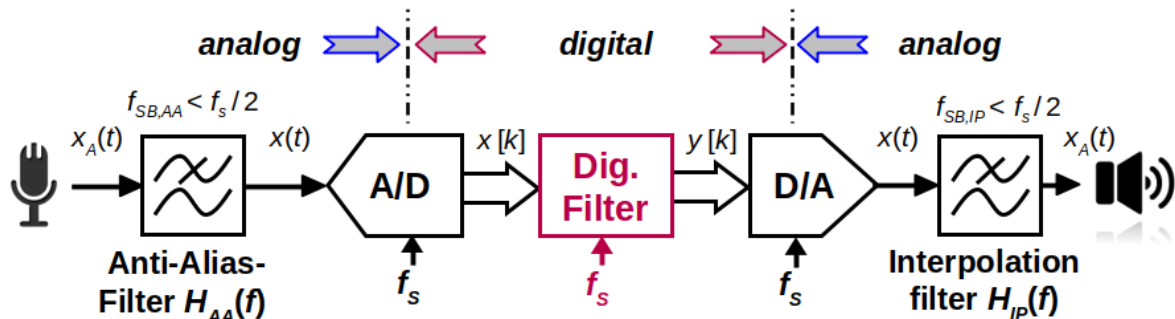 analog digital analog
f_SB,AA < f_s / 2 f_SB,IP < f_s / 2
x_A(t) x(t) x [k] y [k] x(t) x_A(t)
A/D Dig. Filter D/A
Anti-Alias-
Filter H_AA(f)
f_S f_S f_S
Interpolation
filter H_IP(f)